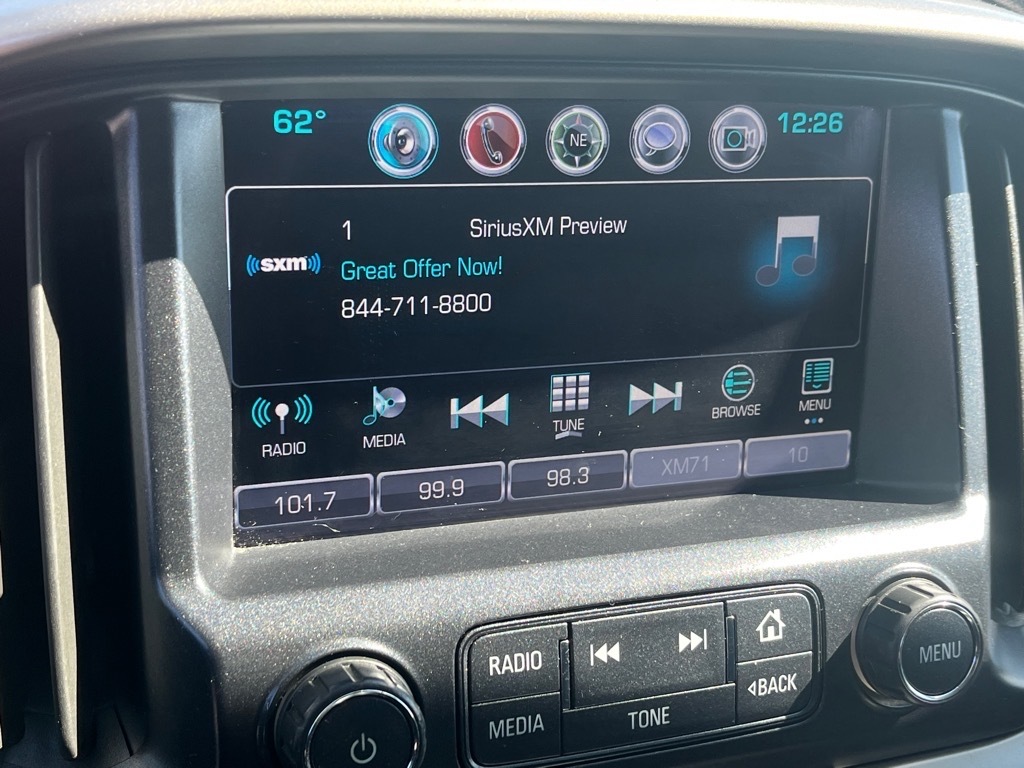 62° NE 12:26
1 SiriusXM Preview
((sxm))
Great Offer Now!
844-711-8800
RADIO MEDIA TUNE BROWSE MENU
101.7 99.9 98.3 XM71 10
RADIO
MEDIA
TONE
BACK
MENU